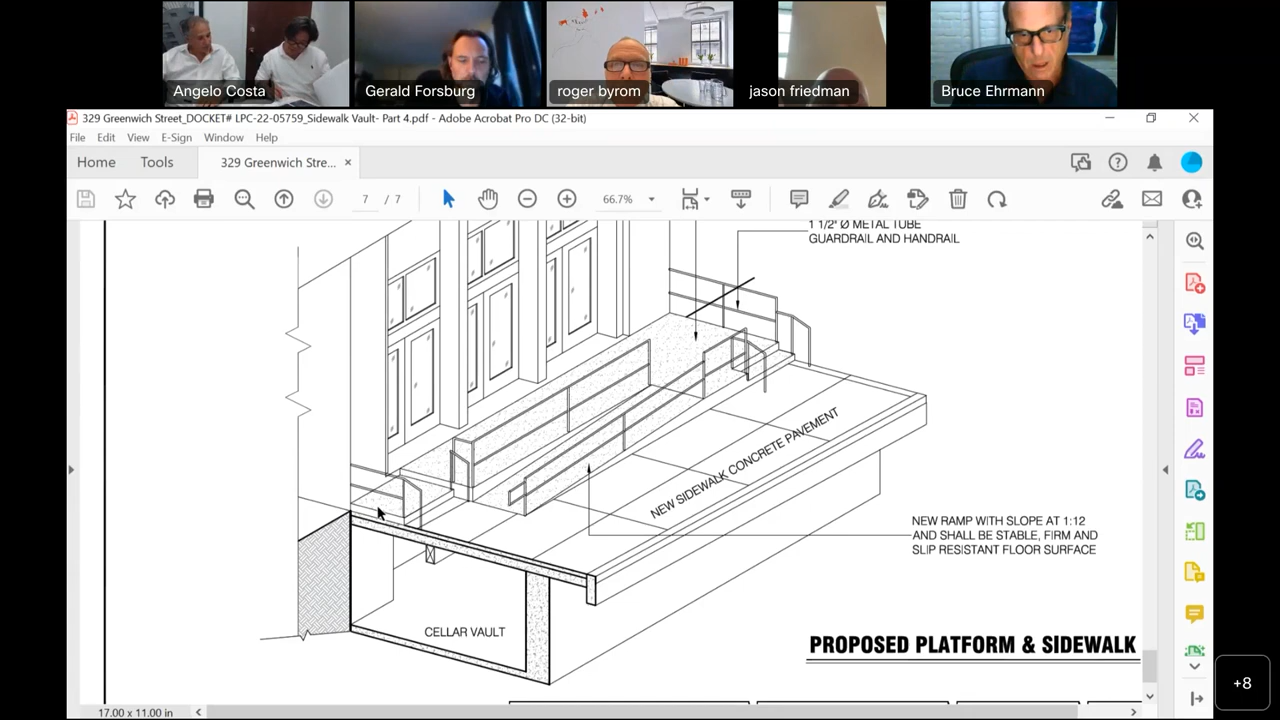 Angelo Costa
Gerald Forsburg
roger byrom
jason friedman
Bruce Ehrmann
329 Greenwich Street_DOCKET# LPC-22-05759_Sidewalk Vault- Part 4.pdf - Adobe Acrobat Pro DC (32-bit)
File Edit View E-Sign Window Help
Home Tools 329 Greenwich Stre... ×
7 / 7 66.7%
1 1/2" Ø METAL TUBE
GUARDRAIL AND HANDRAIL
NEW SIDEWALK CONCRETE PAVEMENT
NEW RAMP WITH SLOPE AT 1:12
AND SHALL BE STABLE, FIRM AND
SLIP RESISTANT FLOOR SURFACE
CELLAR VAULT
PROPOSED PLATFORM & SIDEWALK
+8
17.00 x 11.00 in